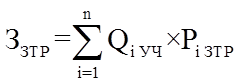 З_ЗТР = ∑_{i=1}^{n} Q_{i УЧ} × P_{i ЗТР}